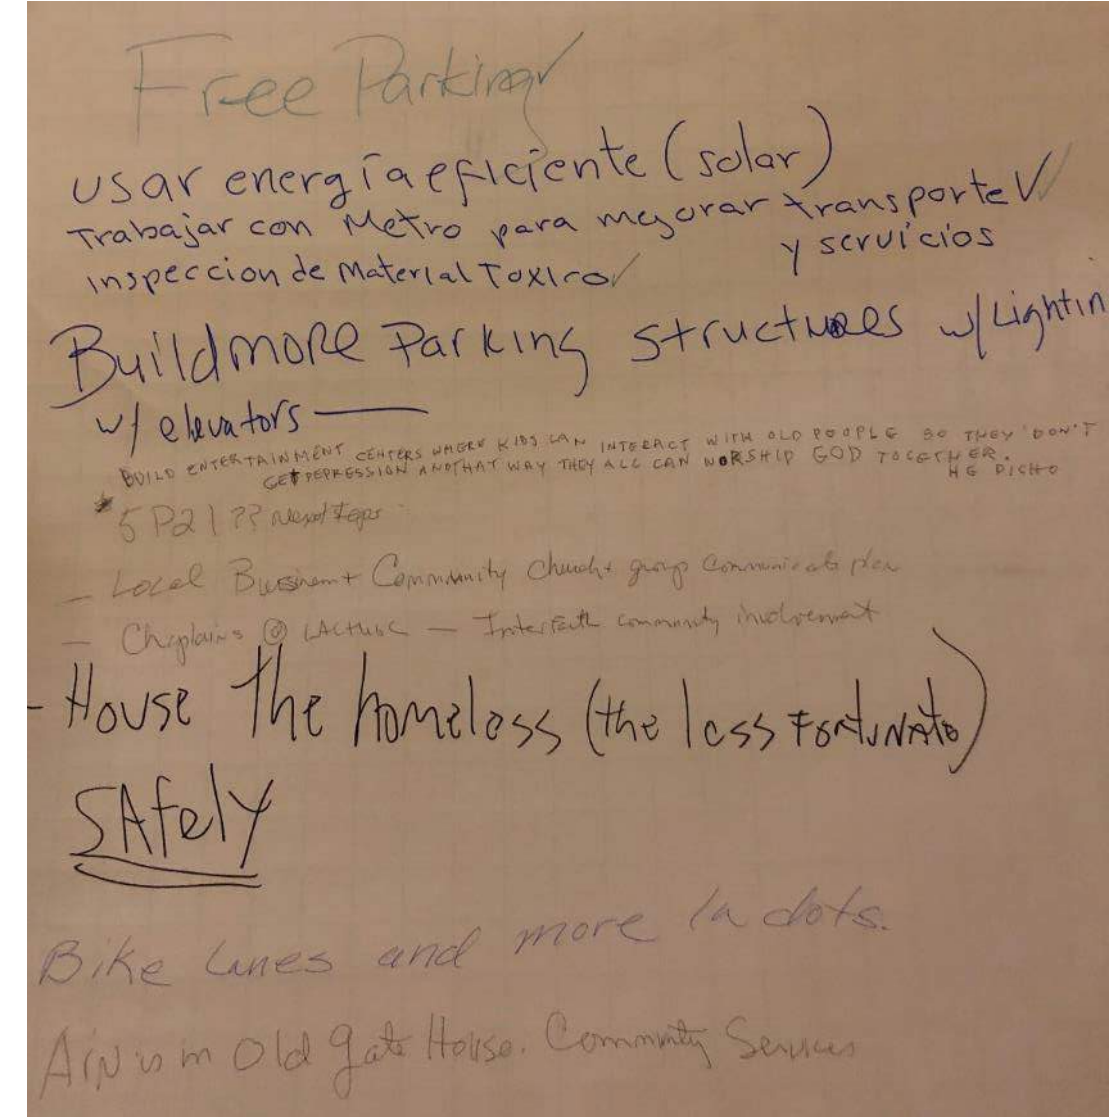 Free Parking ✓
usar energía eficiente (solar)
Trabajar con Metro para mejorar transporte ✓
y servicios
inspeccion de Material Toxico ✓
Build more Parking structures w/ Lightin
w/ elevators —
BUILD ENTERTAINMENT CENTERS WHERE KIDS CAN INTERACT WITH OLD PEOPLE SO THEY DON'T
GET DEPRESSION AND THAT WAY THEY ALL CAN WORSHIP GOD TOGETHER.
HE DICHO
* 5 P21 ?? Next Steps
- Local Community Church + group plan
- Chaplains @ LAC+USC - Interfaith community involvement
- House The homeless (the less Fortunate)
SAfely
Bike Lanes and more la dots.
in Old Gate House. Community Services